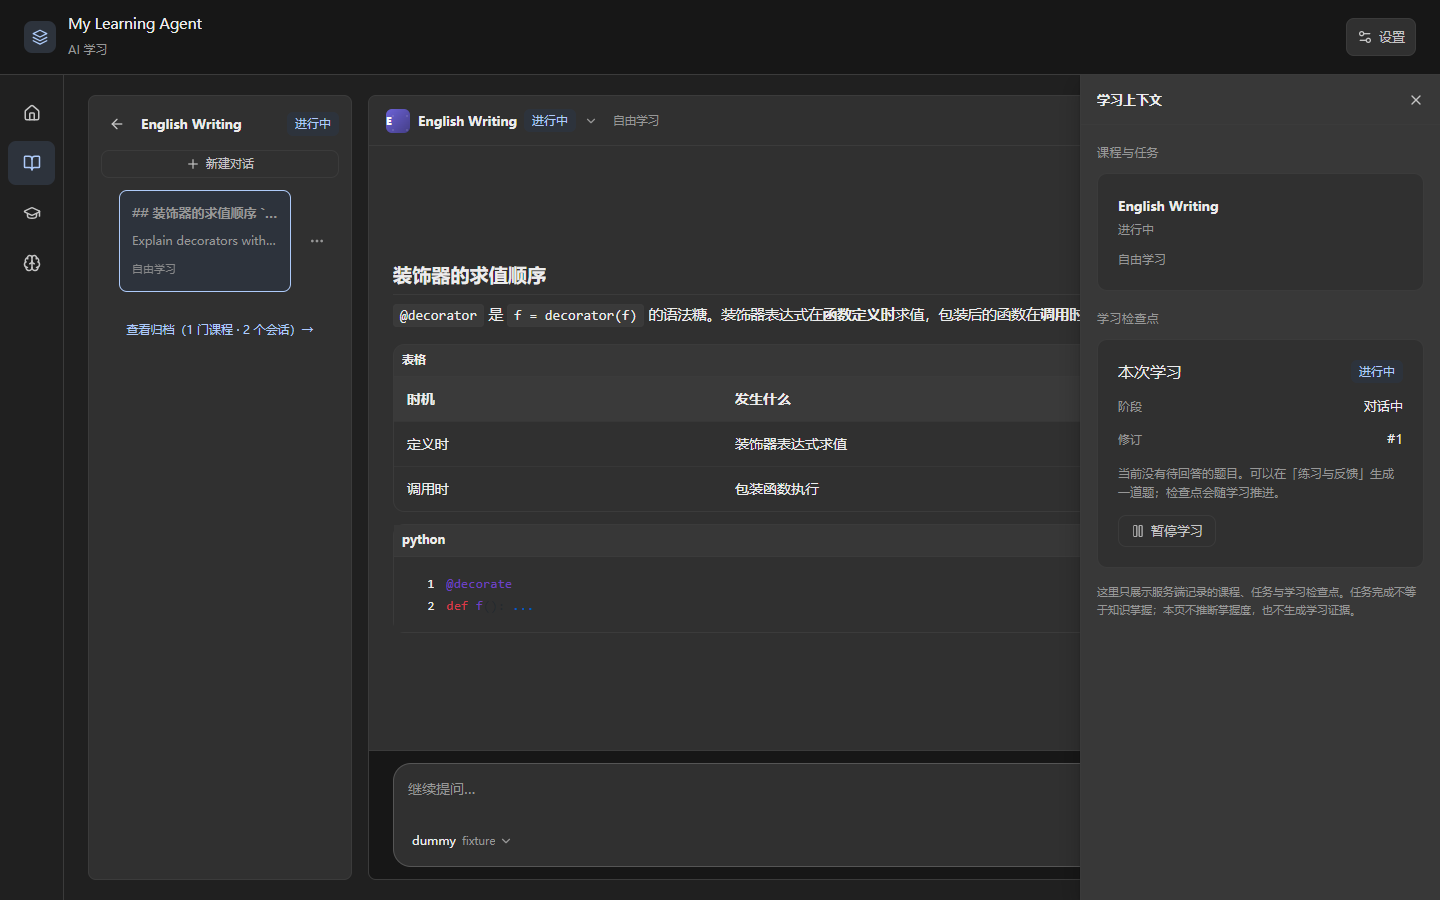 My Learning Agent
AI 学习
设置
English Writing
进行中
新建对话
## 装饰器的求值顺序 `...
Explain decorators with...
自由学习
查看归档（1 门课程 · 2 个会话）→
E
English Writing
进行中
自由学习
装饰器的求值顺序
@decorator 是 f = decorator(f) 的语法糖。装饰器表达式在函数定义时求值，包装后的函数在调用时
表格
时机
发生什么
定义时
装饰器表达式求值
调用时
包装函数执行
python
1 @decorate
2 def f ...
继续提问...
dummy fixture
学习上下文
课程与任务
English Writing
进行中
自由学习
学习检查点
本次学习
进行中
阶段
对话中
修订
#1
当前没有待回答的题目。可以在「练习与反馈」生成
一道题；检查点会随学习推进。
暂停学习
这里只展示服务端记录的课程、任务与学习检查点。任务完成不等
于知识掌握；本页不推断掌握度，也不生成学习证据。